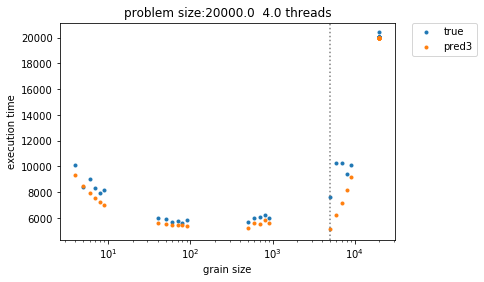 problem size:20000.0  4.0 threads
true
pred3
execution time
20000
18000
16000
14000
12000
10000
8000
6000
10¹
10²
10³
10⁴
grain size